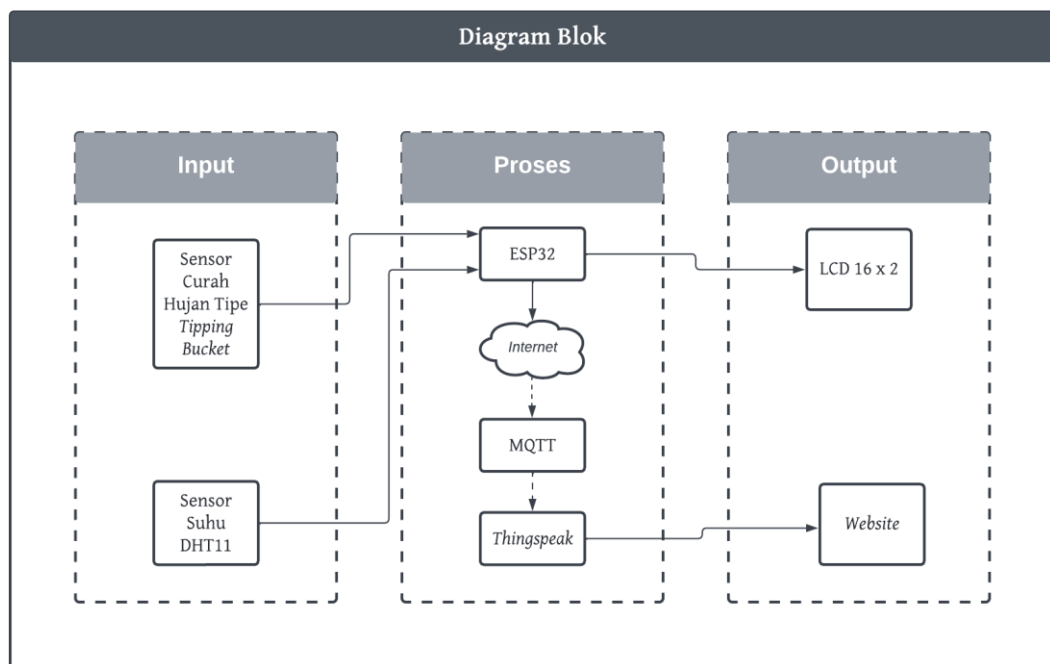 Diagram Blok
Input
Proses
Output
Sensor
Curah
Hujan Tipe
Tipping
Bucket
Sensor
Suhu
DHT11
ESP32
Internet
MQTT
Thingspeak
LCD 16 x 2
Website